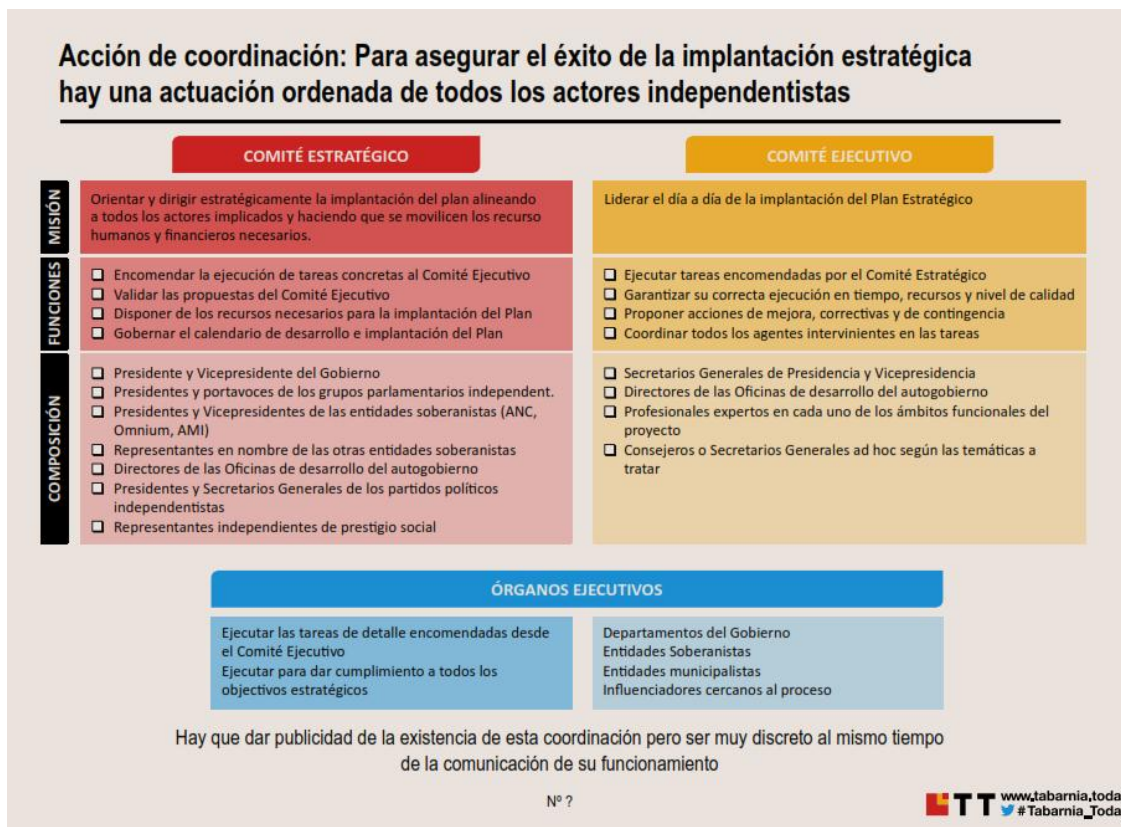 Acción de coordinación: Para asegurar el éxito de la implantación estratégica
hay una actuación ordenada de todos los actores independentistas
COMITÉ ESTRATÉGICO
COMITÉ EJECUTIVO
MISIÓN
Orientar y dirigir estratégicamente la implantación del plan alineando
a todos los actores implicados y haciendo que se movilicen los recurso
humanos y financieros necesarios.
Liderar el día a día de la implantación del Plan Estratégico
FUNCIONES
❑ Encomendar la ejecución de tareas concretas al Comité Ejecutivo
❑ Validar las propuestas del Comité Ejecutivo
❑ Disponer de los recursos necesarios para la implantación del Plan
❑ Gobernar el calendario de desarrollo e implantación del Plan
❑ Ejecutar tareas encomendadas por el Comité Estratégico
❑ Garantizar su correcta ejecución en tiempo, recursos y nivel de calidad
❑ Proponer acciones de mejora, correctivas y de contingencia
❑ Coordinar todos los agentes intervinientes en las tareas
COMPOSICIÓN
❑ Presidente y Vicepresidente del Gobierno
❑ Presidentes y portavoces de los grupos parlamentarios independent.
❑ Presidentes y Vicepresidentes de las entidades soberanistas (ANC,
Omnium, AMI)
❑ Representantes en nombre de las otras entidades soberanistas
❑ Directores de las Oficinas de desarrollo del autogobierno
❑ Presidentes y Secretarios Generales de los partidos políticos
independentistas
❑ Representantes independientes de prestigio social
❑ Secretarios Generales de Presidencia y Vicepresidencia
❑ Directores de las Oficinas de desarrollo del autogobierno
❑ Profesionales expertos en cada uno de los ámbitos funcionales del
proyecto
❑ Consejeros o Secretarios Generales ad hoc según las temáticas a
tratar
ÓRGANOS EJECUTIVOS
Ejecutar las tareas de detalle encomendadas desde
el Comité Ejecutivo
Ejecutar para dar cumplimiento a todos los
objetivos estratégicos
Departamentos del Gobierno
Entidades Soberanistas
Entidades municipalistas
Influenciadores cercanos al proceso
Hay que dar publicidad de la existencia de esta coordinación pero ser muy discreto al mismo tiempo
de la comunicación de su funcionamiento
Nº ?
TT
www.tabarnia.toda
#Tabarnia_Toda